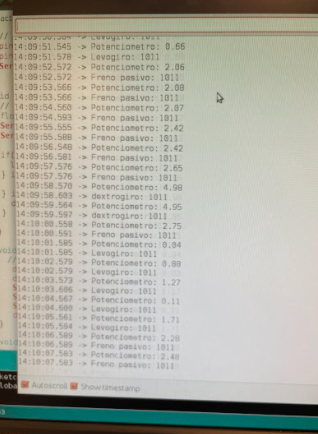 14:09:51.545 -> Potenciometro: 0.66
14:09:51.578 -> Levogiro: 1011
14:09:52.572 -> Potenciometro: 2.06
14:09:52.572 -> Freno pasivo: 1011
14:09:53.566 -> Potenciometro: 2.08
14:09:53.566 -> Freno pasivo: 1011
14:09:54.560 -> Potenciometro: 2.07
14:09:54.593 -> Freno pasivo: 1011
14:09:55.555 -> Potenciometro: 2.42
14:09:55.588 -> Freno pasivo: 1011
14:09:56.548 -> Potenciometro: 2.42
14:09:56.581 -> Freno pasivo: 1011
14:09:57.576 -> Potenciometro: 2.65
14:09:57.576 -> Freno pasivo: 1011
14:09:58.570 -> Potenciometro: 4.98
14:09:58.603 -> dextrogiro: 1011
14:09:59.564 -> Potenciometro: 4.95
14:09:59.597 -> dextrogiro: 1011
14:10:00.558 -> Potenciometro: 2.75
14:10:00.591 -> Freno pasivo: 1011
14:10:01.585 -> Potenciometro: 0.04
14:10:01.585 -> Levogiro: 1011
14:10:02.579 -> Potenciometro: 0.08
14:10:02.579 -> Levogiro: 1011
14:10:03.573 -> Potenciometro: 1.27
14:10:03.606 -> Levogiro: 1011
14:10:04.567 -> Potenciometro: 0.11
14:10:04.600 -> Levogiro: 1011
14:10:05.561 -> Potenciometro: 1.71
14:10:05.594 -> Levogiro: 1011
14:10:06.589 -> Potenciometro: 2.28
14:10:06.589 -> Freno pasivo: 1011
14:10:07.583 -> Potenciometro: 2.48
14:10:07.583 -> Freno pasivo: 1011
Autoscroll Show timestamp